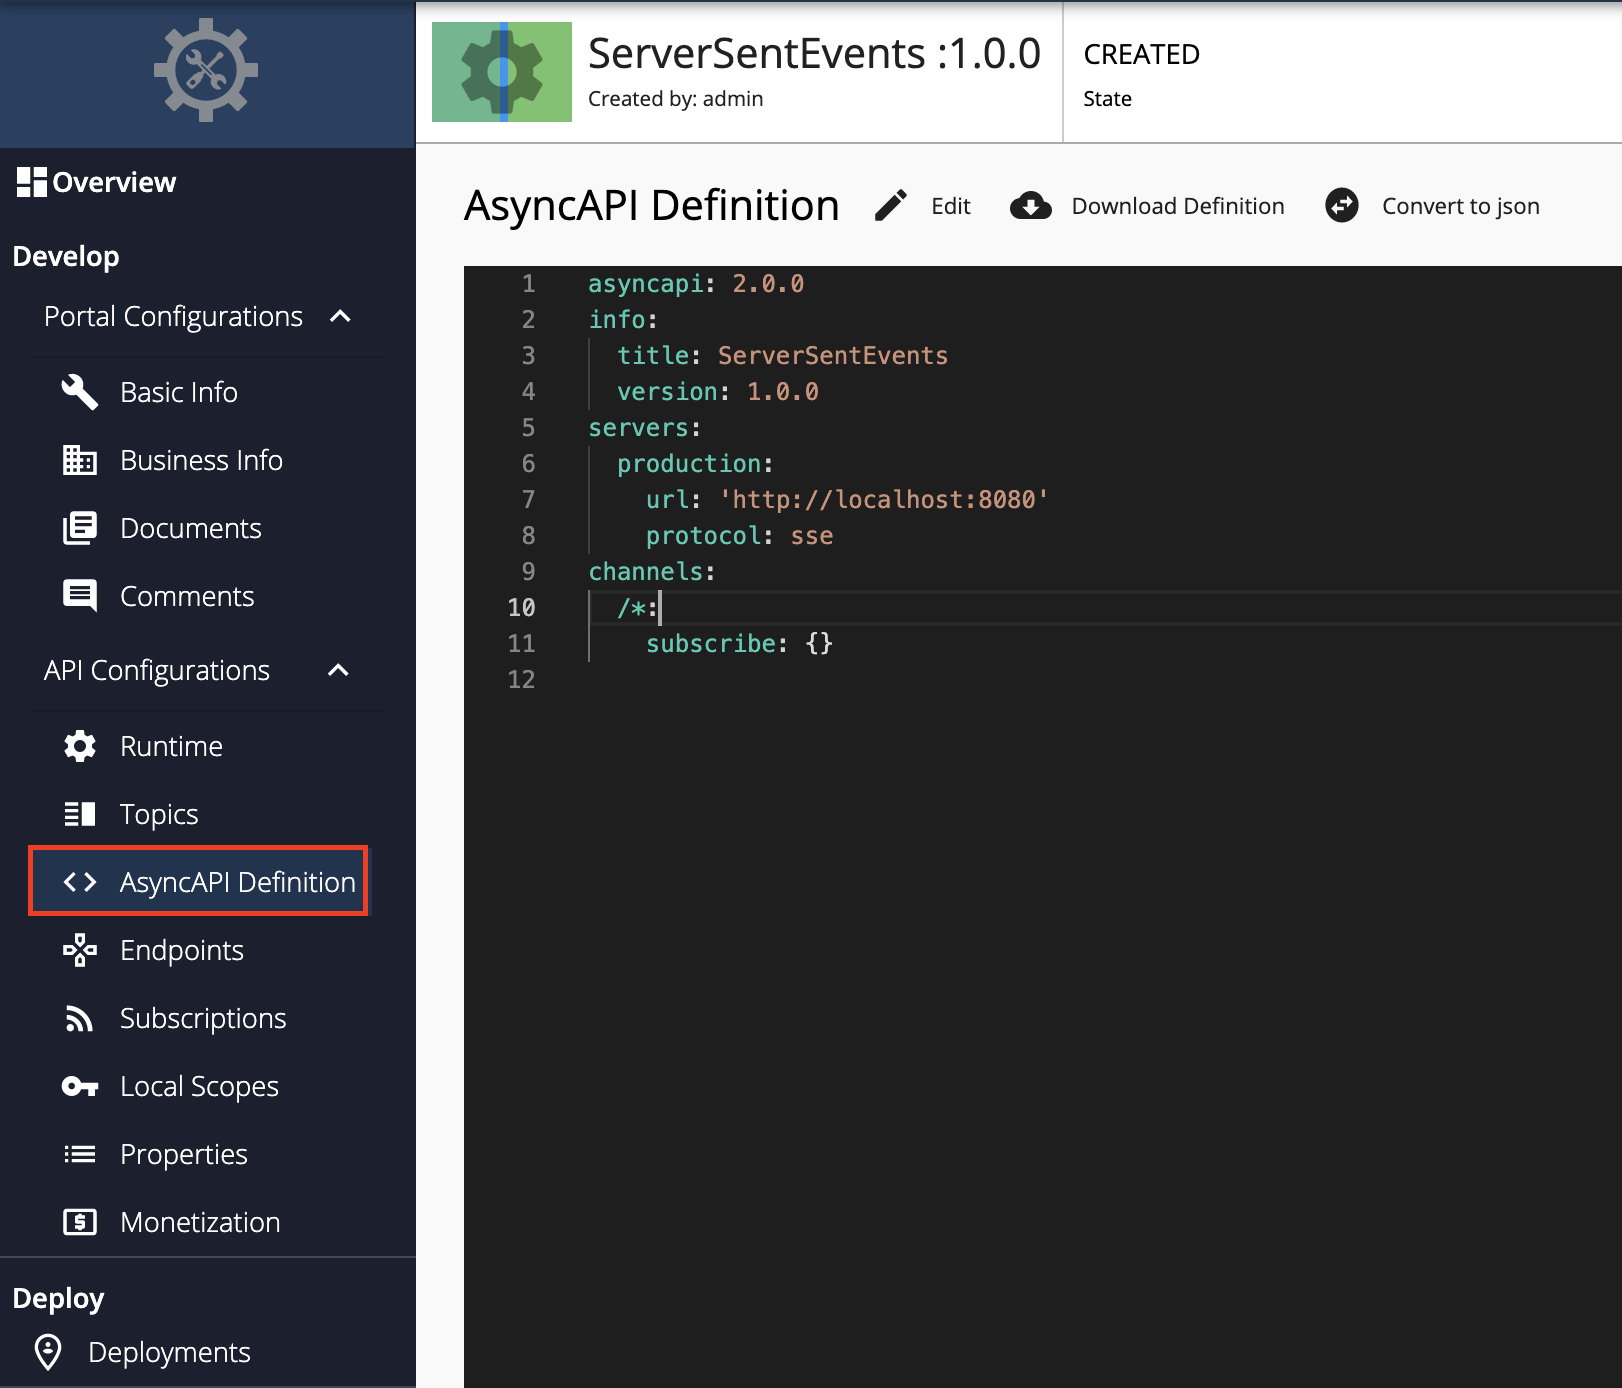 Overview
Develop
Portal Configurations
Basic Info
Business Info
Documents
Comments
API Configurations
Runtime
Topics
AsyncAPI Definition
Endpoints
Subscriptions
Local Scopes
Properties
Monetization
Deploy
Deployments
ServerSentEvents :1.0.0
Created by: admin
CREATED
State
AsyncAPI Definition Edit Download Definition Convert to json
1 asyncapi: 2.0.0
2 info:
3 title: ServerSentEvents
4 version: 1.0.0
5 servers:
6 production:
7 url: 'http://localhost:8080'
8 protocol: sse
9 channels:
10 /*:
11 subscribe: {}
12